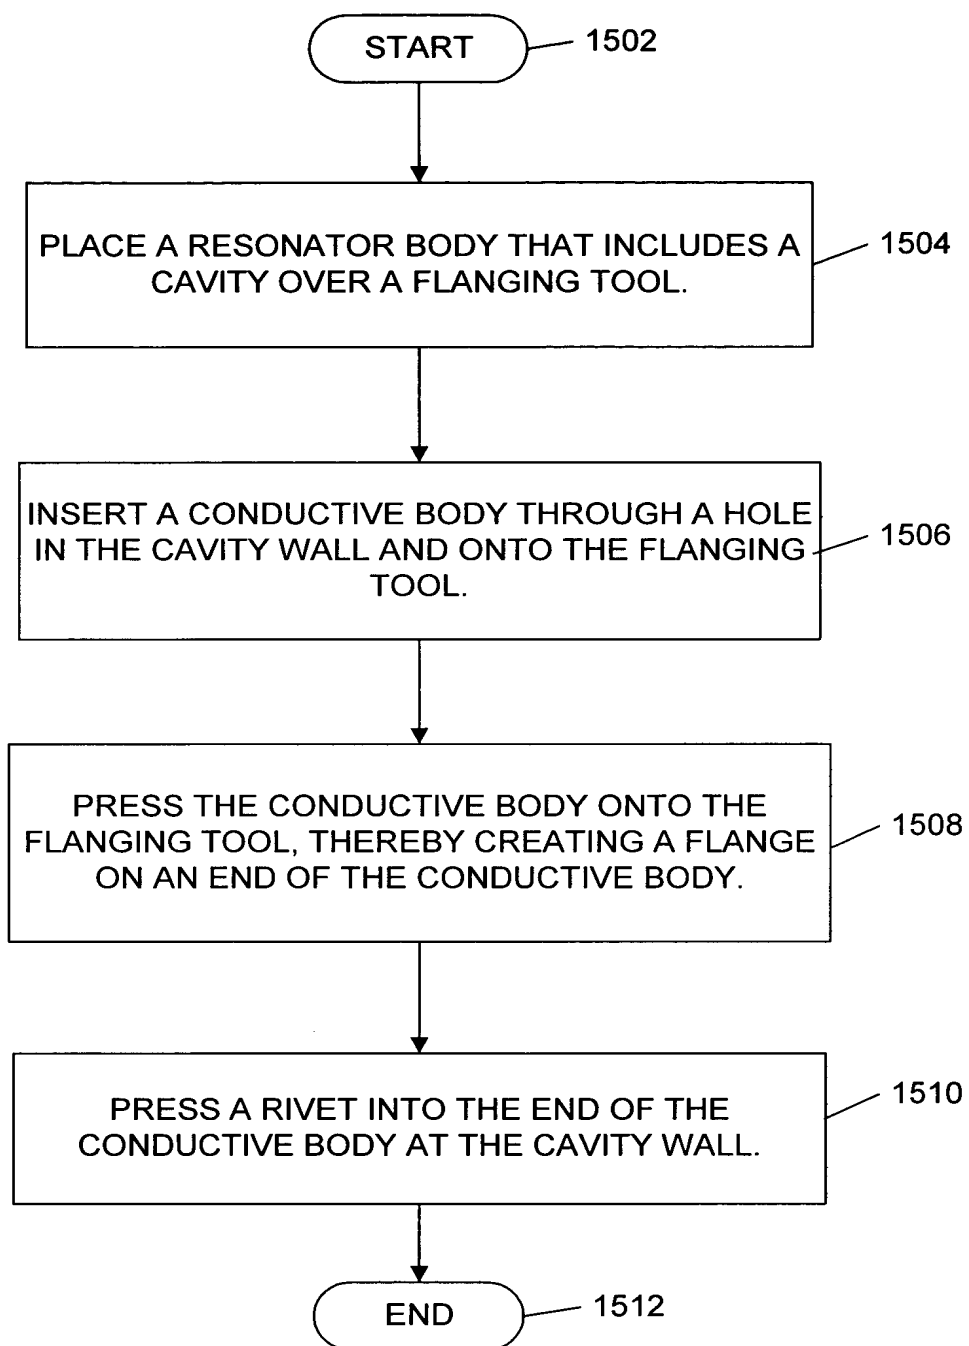 START
1502
PLACE A RESONATOR BODY THAT INCLUDES A
CAVITY OVER A FLANGING TOOL.
1504
INSERT A CONDUCTIVE BODY THROUGH A HOLE
IN THE CAVITY WALL AND ONTO THE FLANGING
TOOL.
1506
PRESS THE CONDUCTIVE BODY ONTO THE
FLANGING TOOL, THEREBY CREATING A FLANGE
ON AN END OF THE CONDUCTIVE BODY.
1508
PRESS A RIVET INTO THE END OF THE
CONDUCTIVE BODY AT THE CAVITY WALL.
1510
END
1512